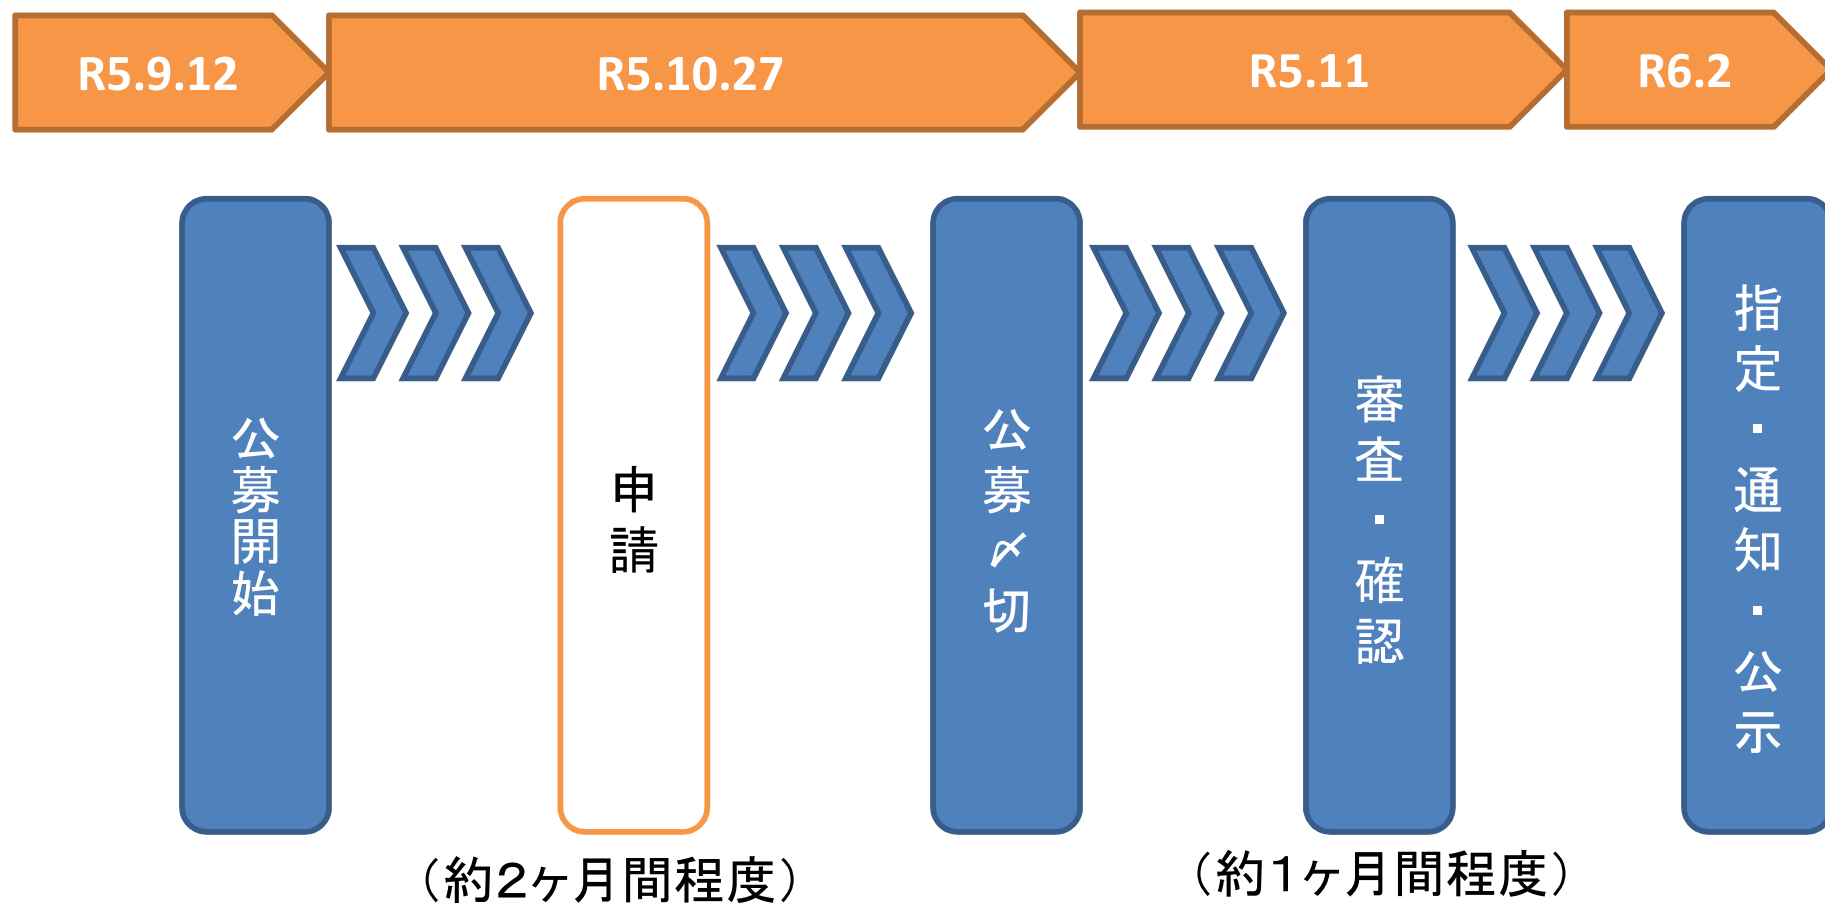 R5.9.12
R5.10.27
R5.11
R6.2
公募開始
申請
公募〆切
審査・確認
指定・通知・公示
（約2ヶ月間程度）
（約1ヶ月間程度）